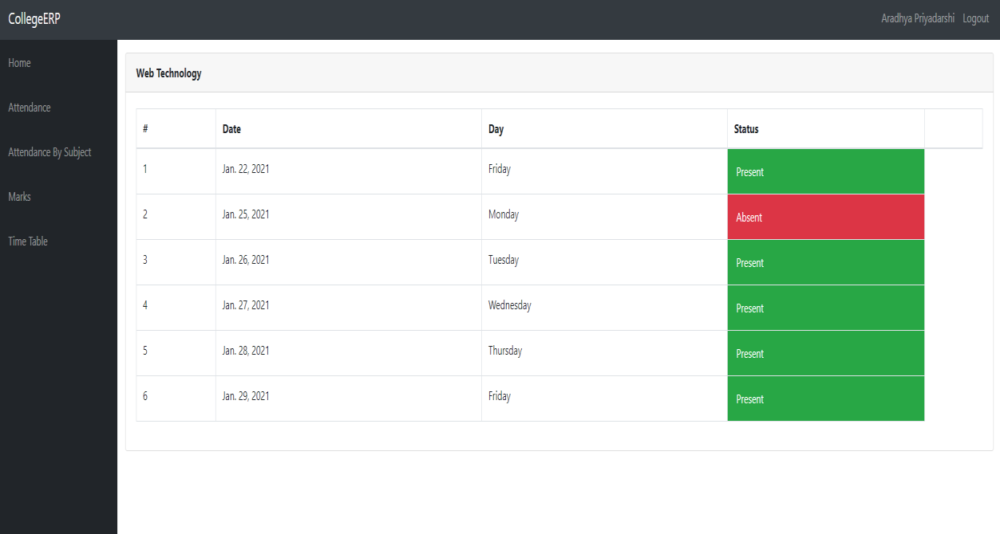 CollegeERP Aradhya Priyadarshi Logout
Home
Attendance
Attendance By Subject
Marks
Time Table
Web Technology
# Date Day Status
1 Jan. 22, 2021 Friday Present
2 Jan. 25, 2021 Monday Absent
3 Jan. 26, 2021 Tuesday Present
4 Jan. 27, 2021 Wednesday Present
5 Jan. 28, 2021 Thursday Present
6 Jan. 29, 2021 Friday Present